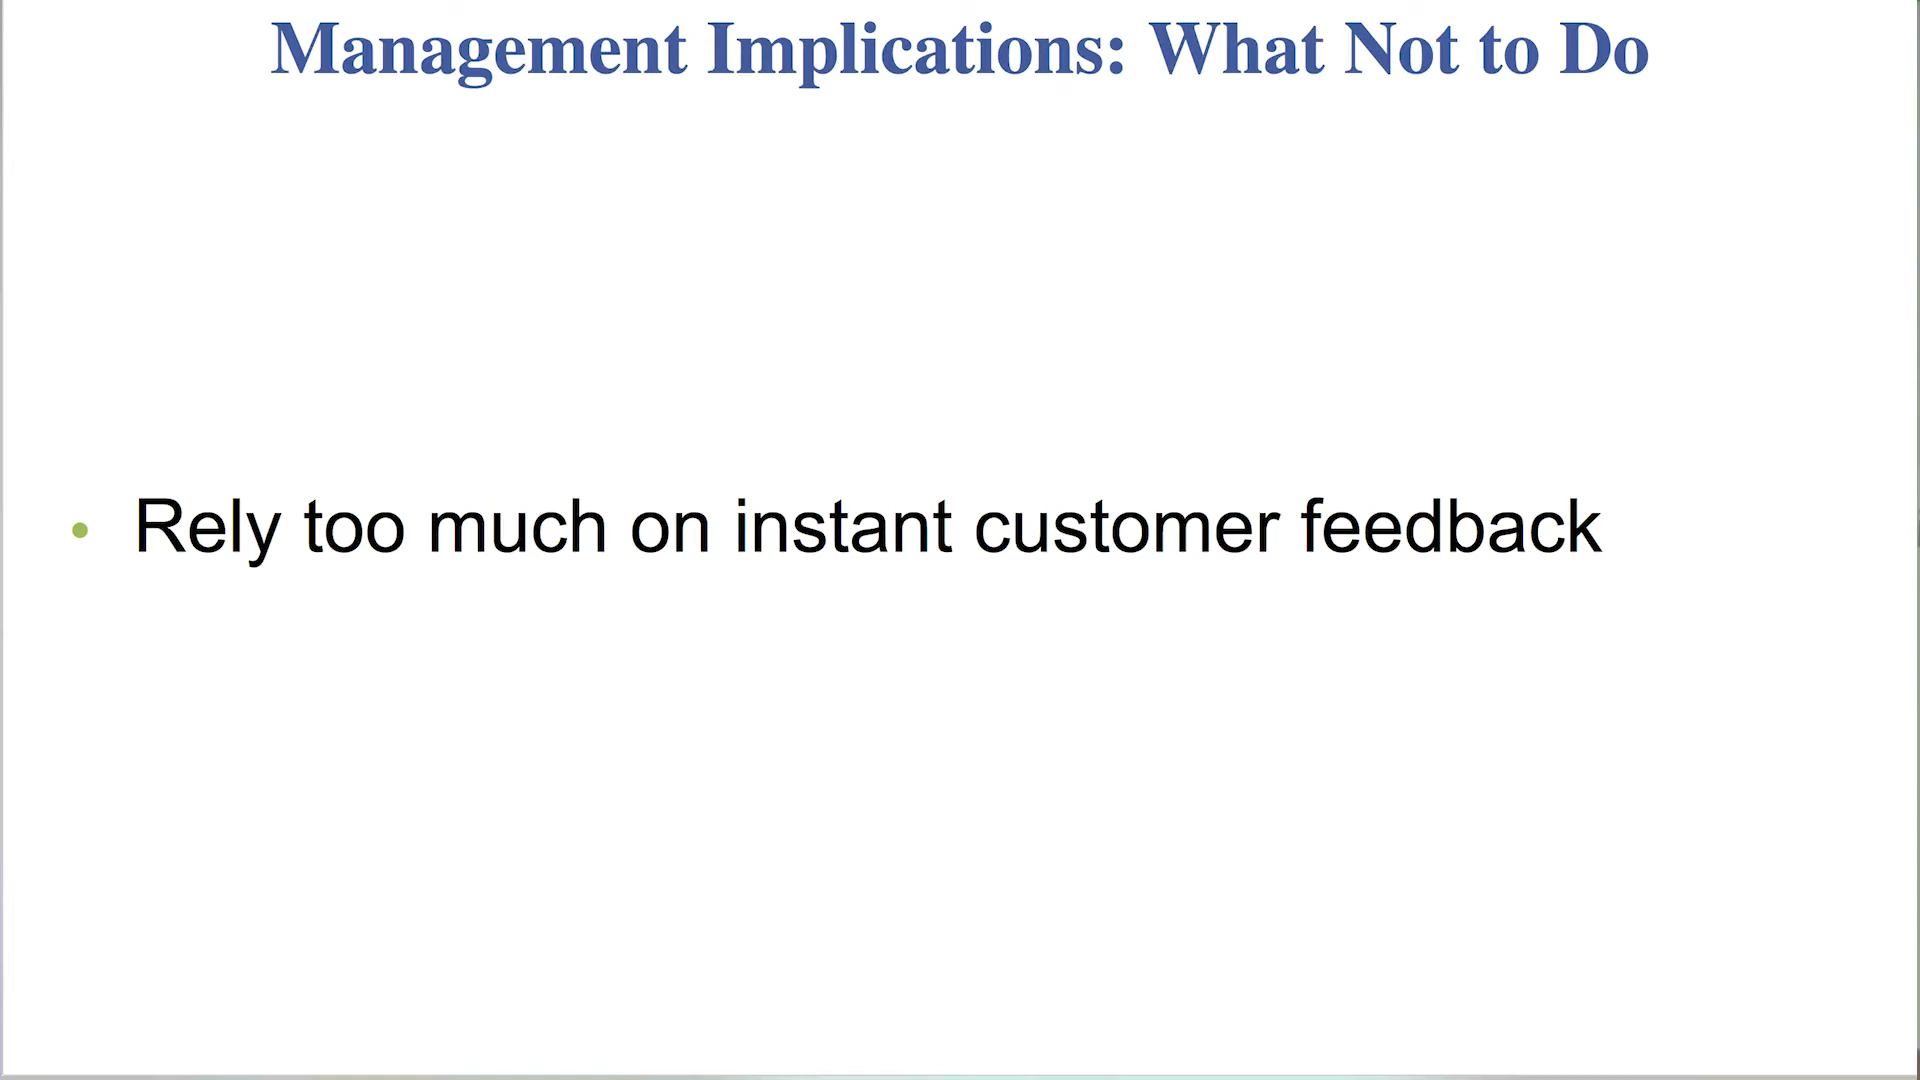 Management Implications: What Not to Do
• Rely too much on instant customer feedback